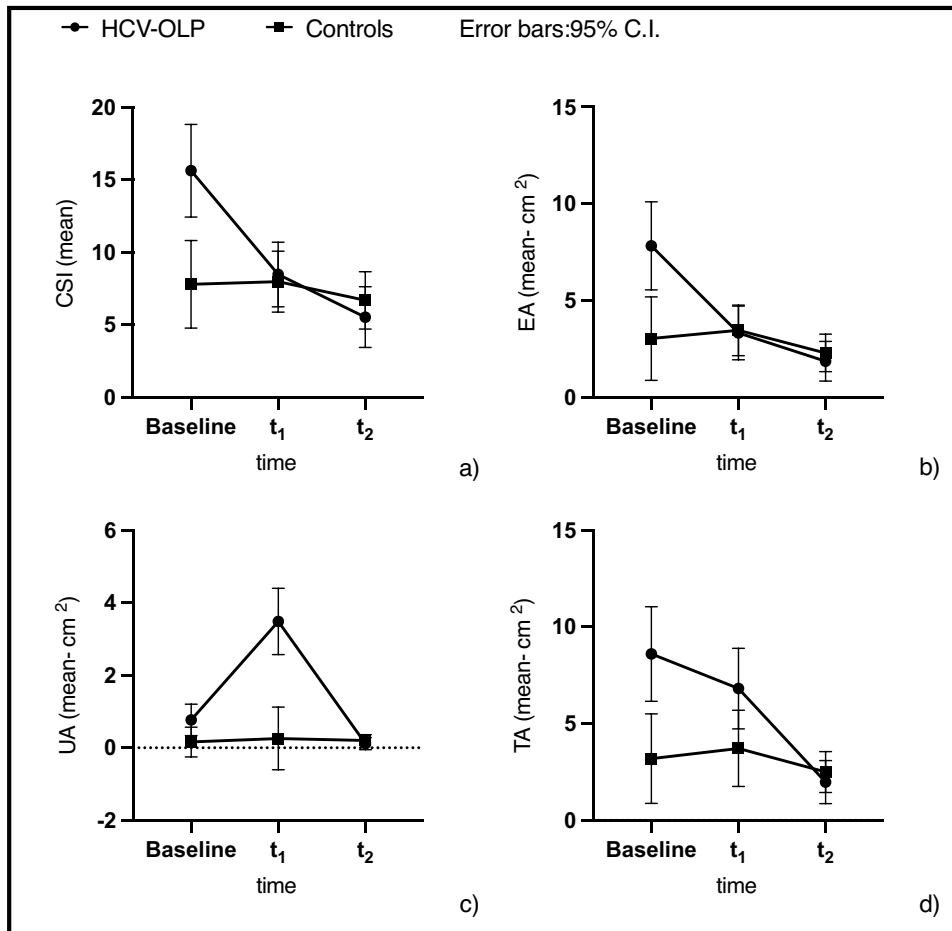 HCV-OLP Controls Error bars:95% C.I.
20
15
10
5
0
CSI (mean)
Baseline t₁ t₂
time
a)
15
10
5
0
EA (mean- cm ²)
Baseline t₁ t₂
time
b)
6
4
2
0
-2
UA (mean- cm ²)
Baseline t₁ t₂
time
c)
15
10
5
0
TA (mean- cm ²)
Baseline t₁ t₂
time
d)